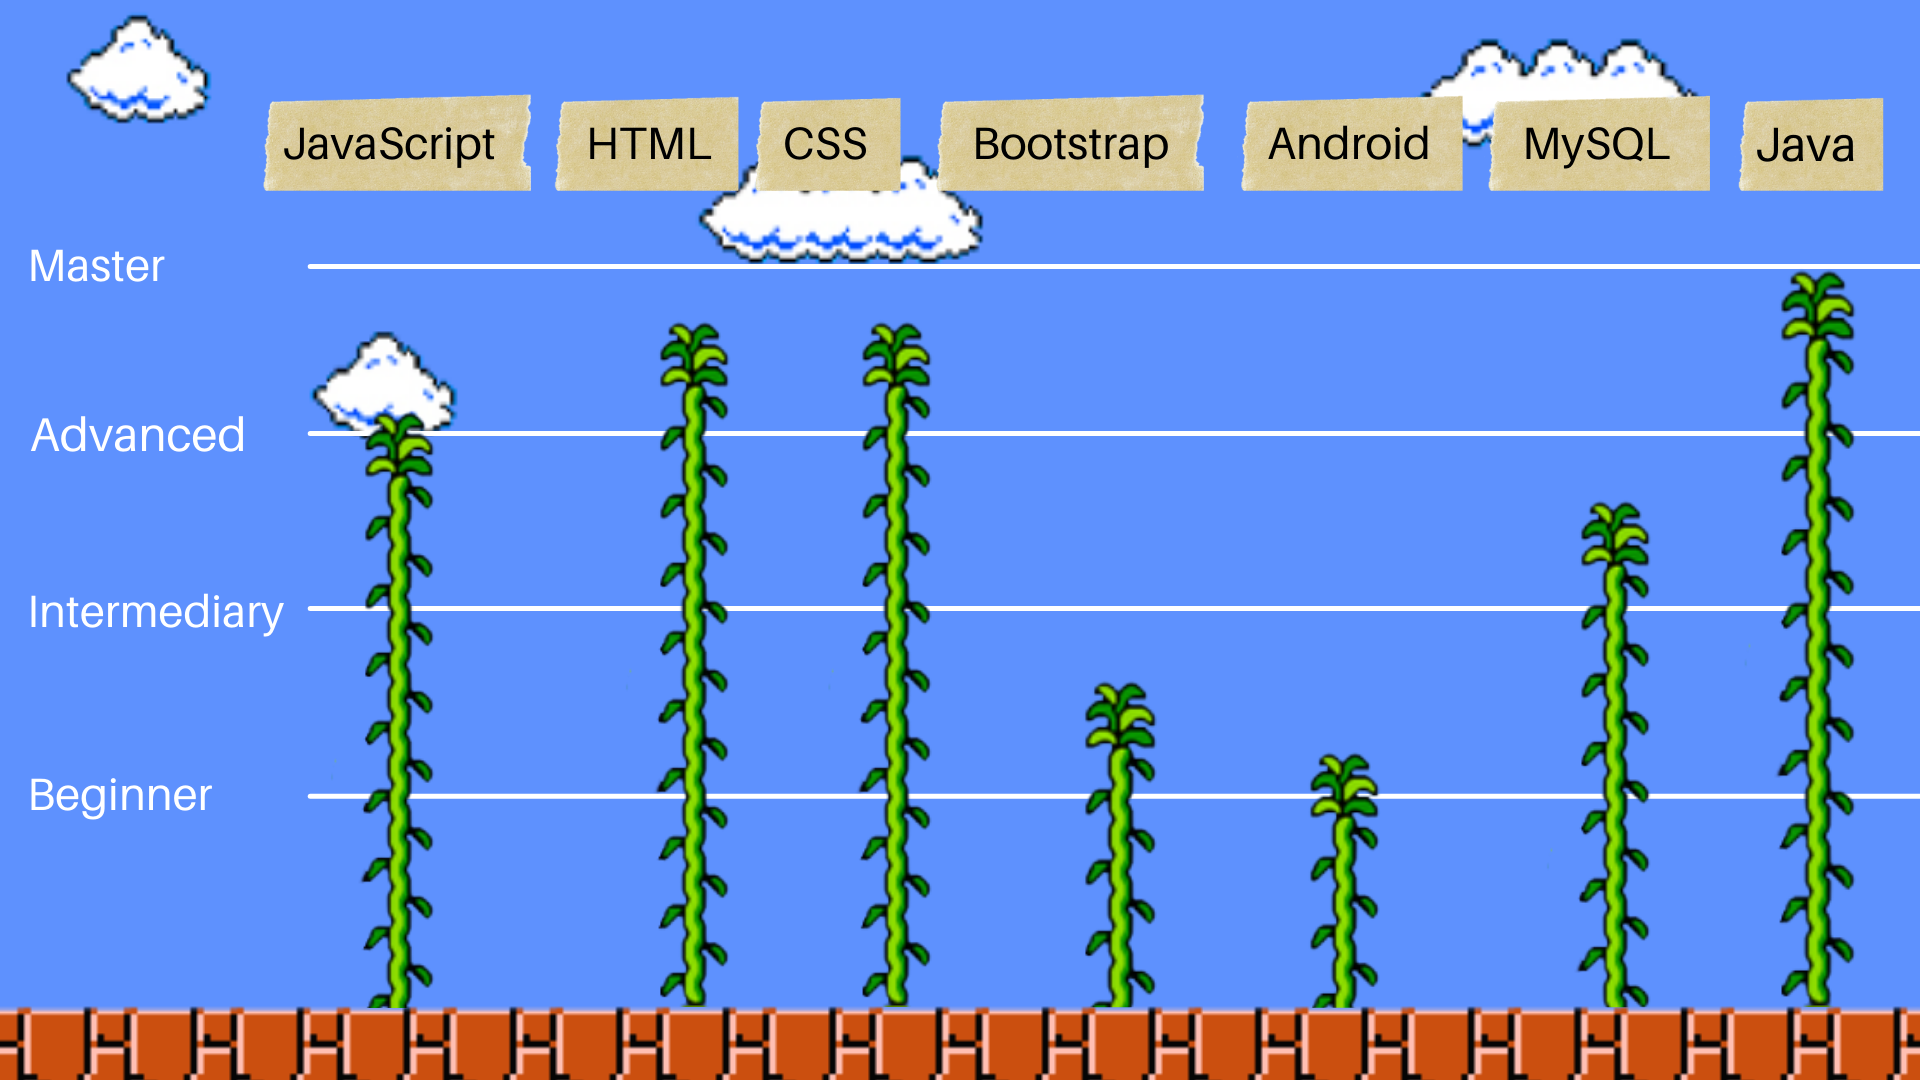 JavaScript HTML CSS Bootstrap Android MySQL Java
Master
Advanced
Intermediary
Beginner